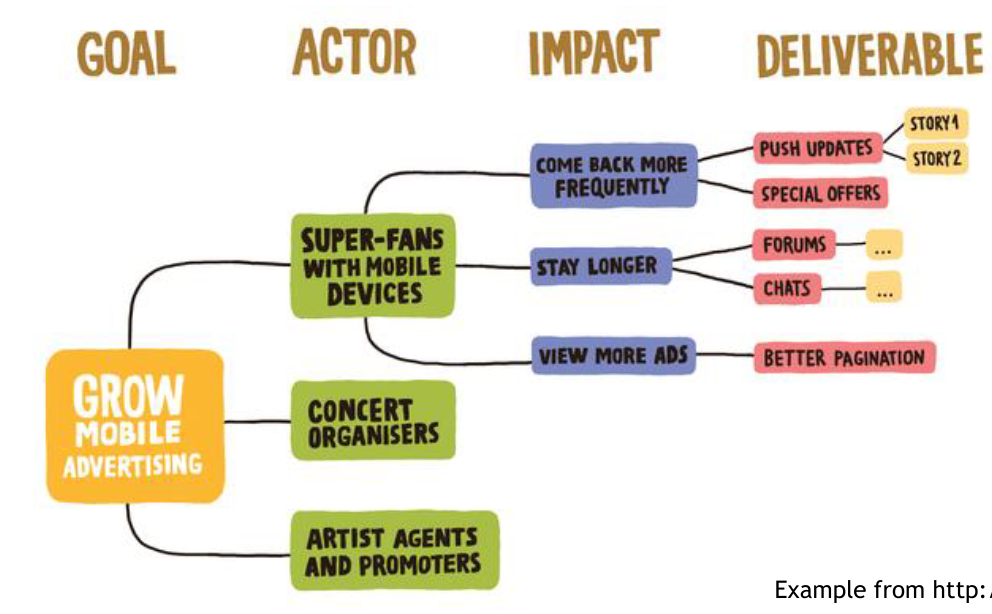 GOAL ACTOR IMPACT DELIVERABLE
STORY 1
PUSH UPDATES
STORY 2
COME BACK MORE
FREQUENTLY
SPECIAL OFFERS
SUPER-FANS
WITH MOBILE
DEVICES
FORUMS
...
STAY LONGER
CHATS
...
VIEW MORE ADS
BETTER PAGINATION
GROW
MOBILE
ADVERTISING
CONCERT
ORGANISERS
ARTIST AGENTS
AND PROMOTERS
Example from http:/